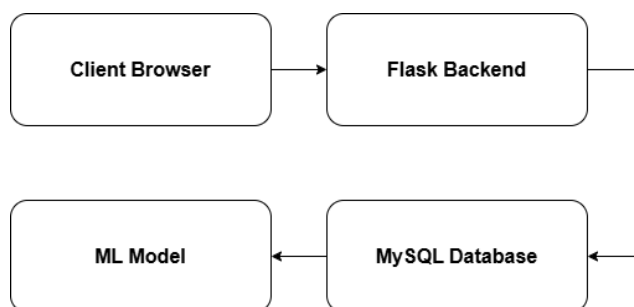 Client Browser
Flask Backend
ML Model
MySQL Database